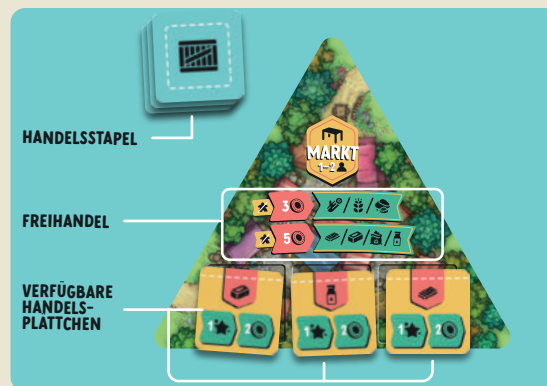 HANDELSSTAPEL
MARKT
1–2
FREIHANDEL
3
5
VERFÜGBARE
HANDELS-
PLÄTTCHEN
1 2
1 2
1 2